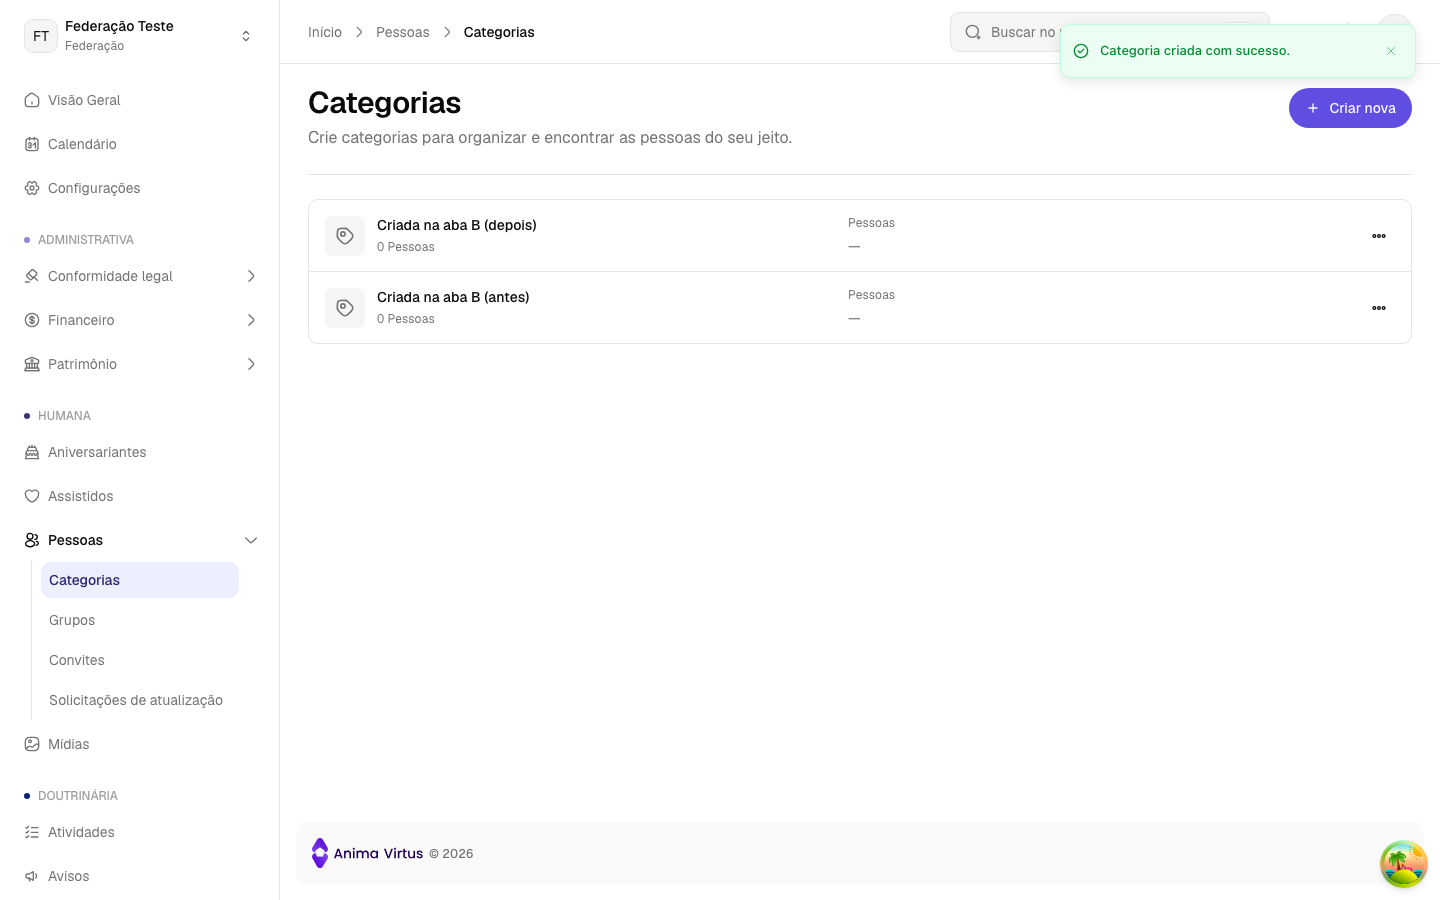 FT
Federação Teste
Federação
Visão Geral
Calendário
Configurações
ADMINISTRATIVA
Conformidade legal
Financeiro
Patrimônio
HUMANA
Aniversariantes
Assistidos
Pessoas
Categorias
Grupos
Convites
Solicitações de atualização
Mídias
DOUTRINÁRIA
Atividades
Avisos
Início
Pessoas
Categorias
Buscar no
Categoria criada com sucesso.
Categorias
Crie categorias para organizar e encontrar as pessoas do seu jeito.
Criar nova
Criada na aba B (depois)
0 Pessoas
Pessoas
—
Criada na aba B (antes)
0 Pessoas
Pessoas
—
Anima Virtus © 2026